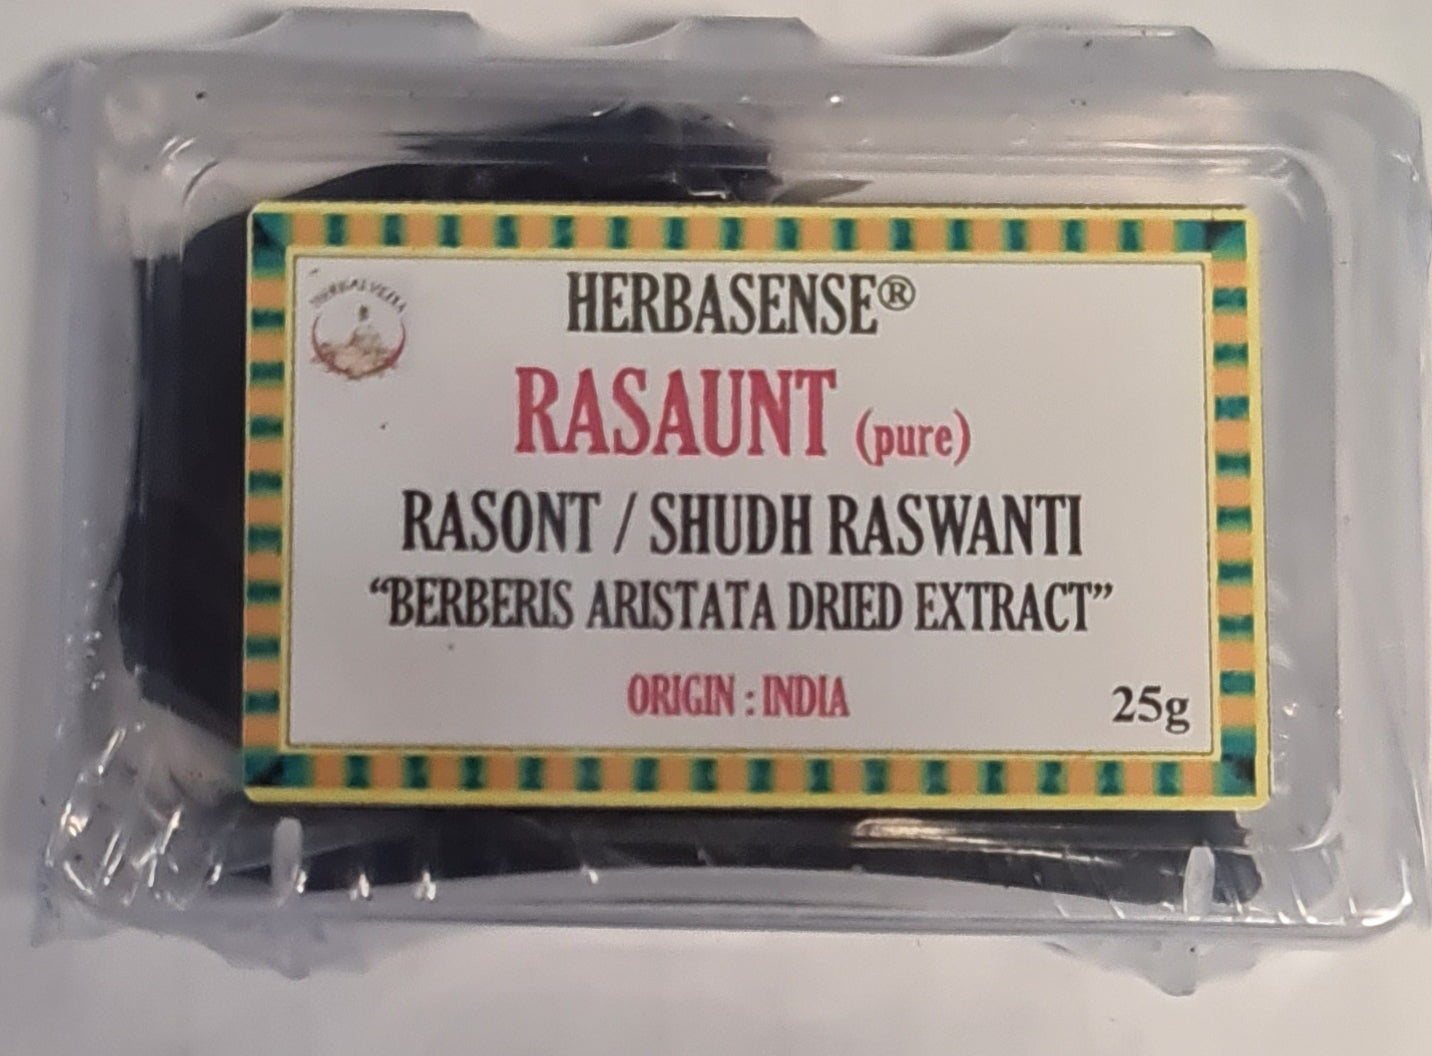 HERBASENSE®
RASAUNT (pure)
RASONT / SHUDH RASWANTI
“BERBERIS ARISTATA DRIED EXTRACT”
ORIGIN : INDIA
25g